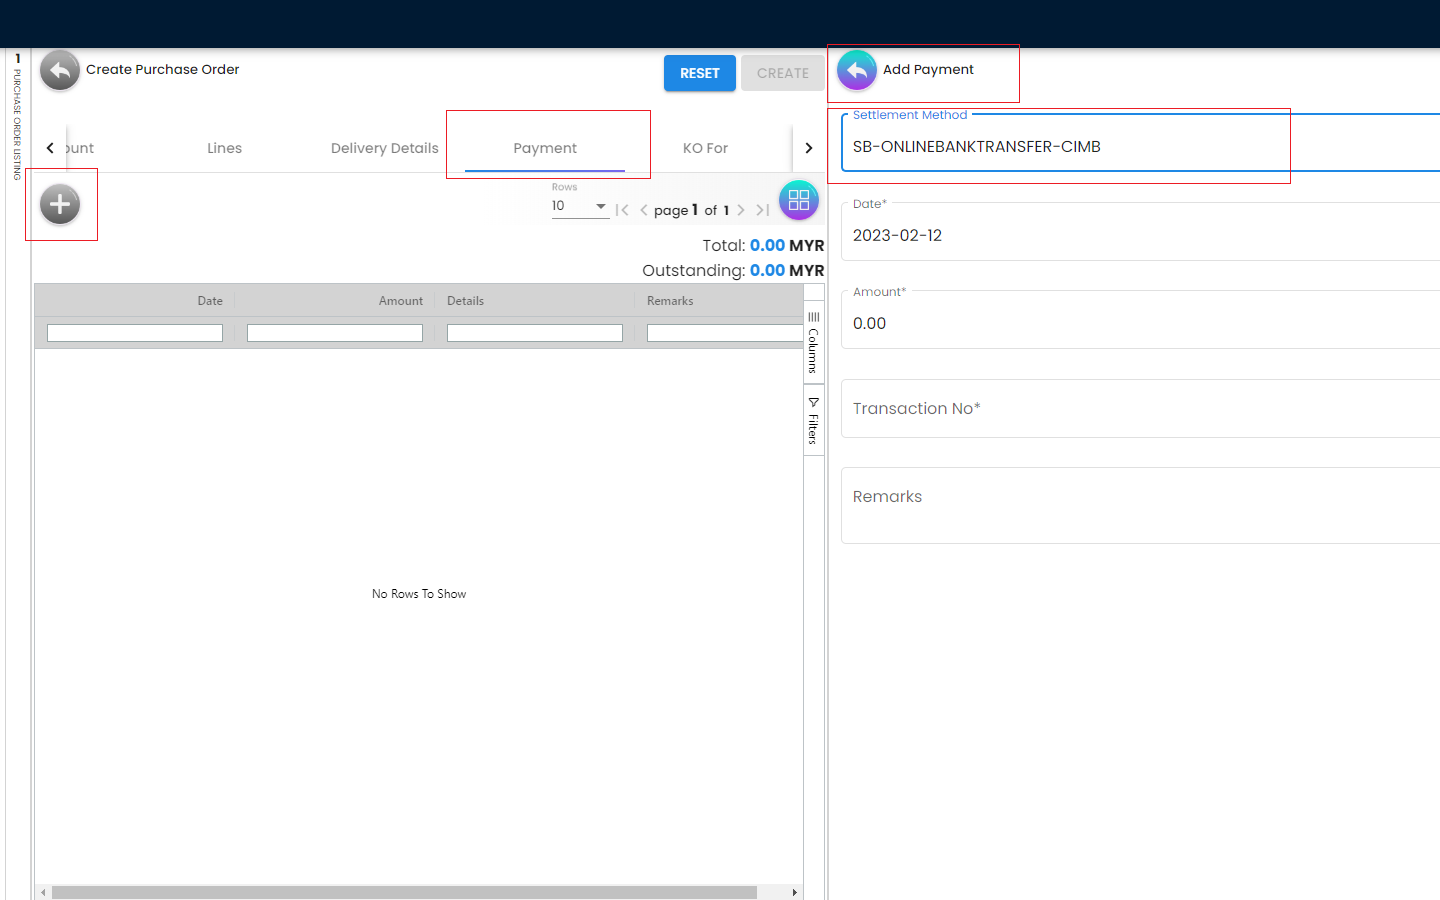 1
PURCHASE ORDER LISTING
Create Purchase Order
RESET
CREATE
ount
Lines
Delivery Details
Payment
KO For
Rows
10
page 1 of 1
Total: 0.00 MYR
Outstanding: 0.00 MYR
Date
Amount
Details
Remarks
Columns
Filters
No Rows To Show
Add Payment
Settlement Method
SB-ONLINEBANKTRANSFER-CIMB
Date*
2023-02-12
Amount*
0.00
Transaction No*
Remarks